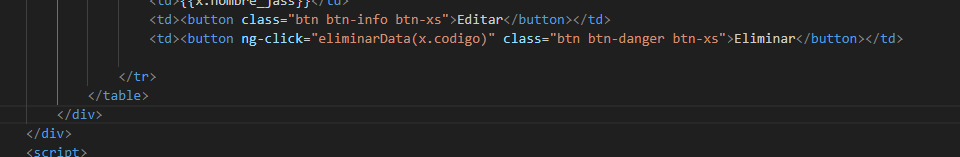 <td>{{x.nombre_jass}}</td>
<td><button class="btn btn-info btn-xs">Editar</button></td>
<td><button ng-click="eliminarData(x.codigo)" class="btn btn-danger btn-xs">Eliminar</button></td>
</tr>
</table>
</div>
</div>
<script>